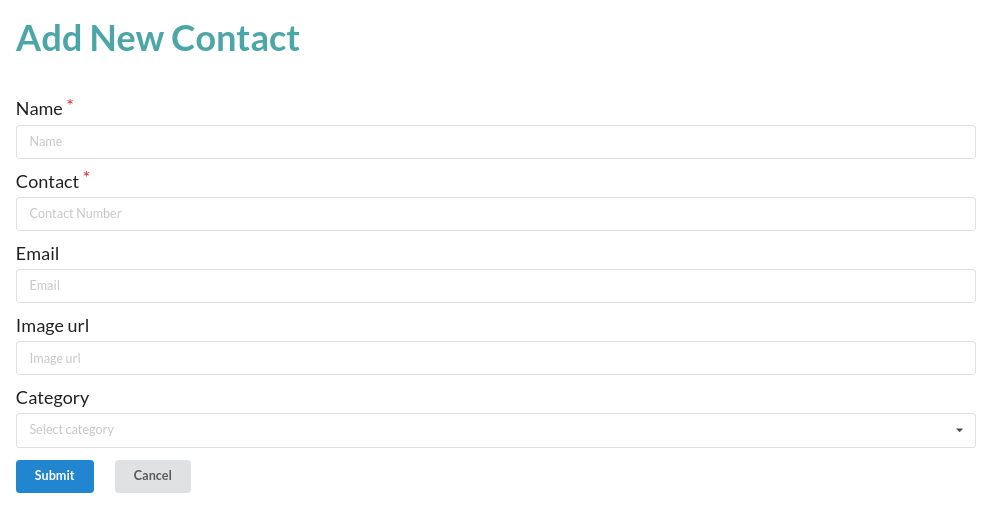 Add New Contact
Name *
Name
Contact *
Contact Number
Email
Email
Image url
Image url
Category
Select category
Submit Cancel